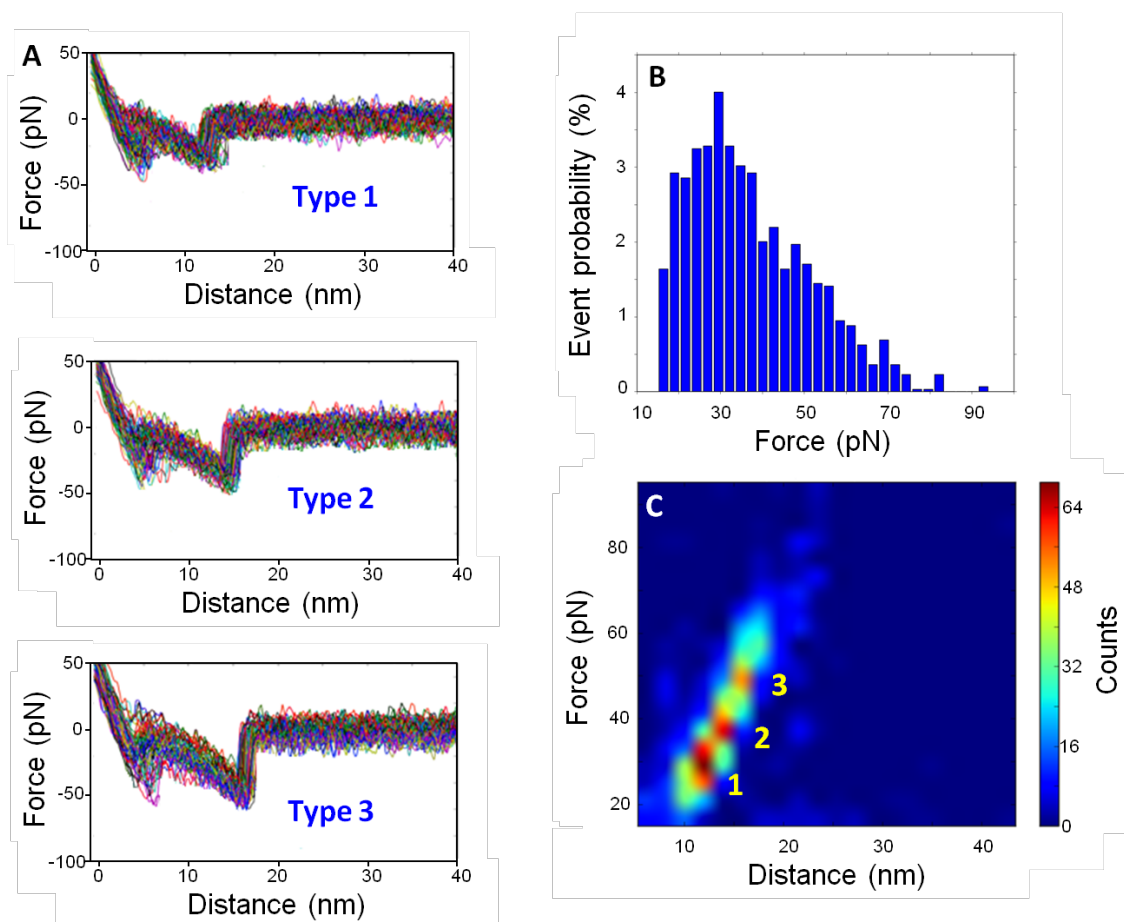 A
50
0
-50
-100
Force (pN)
Type 1
0 10 20 30 40
Distance (nm)
50
0
-50
-100
Force (pN)
Type 2
0 10 20 30 40
Distance (nm)
50
0
-50
-100
Force (pN)
Type 3
0 10 20 30 40
Distance (nm)
B
4
3
2
1
0
Event probability (%)
10 30 50 70 90
Force (pN)
C
80
60
40
20
Force (pN)
3
2
1
10 20 30 40
Distance (nm)
64
48
32
16
0
Counts